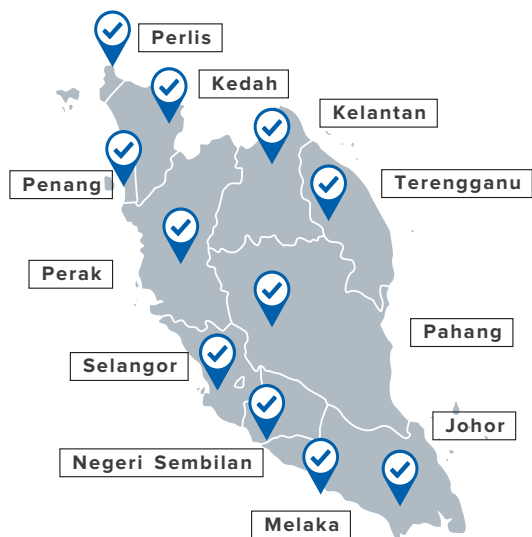 Perlis
Kedah
Kelantan
Penang
Terengganu
Perak
Pahang
Selangor
Johor
Negeri Sembilan
Melaka